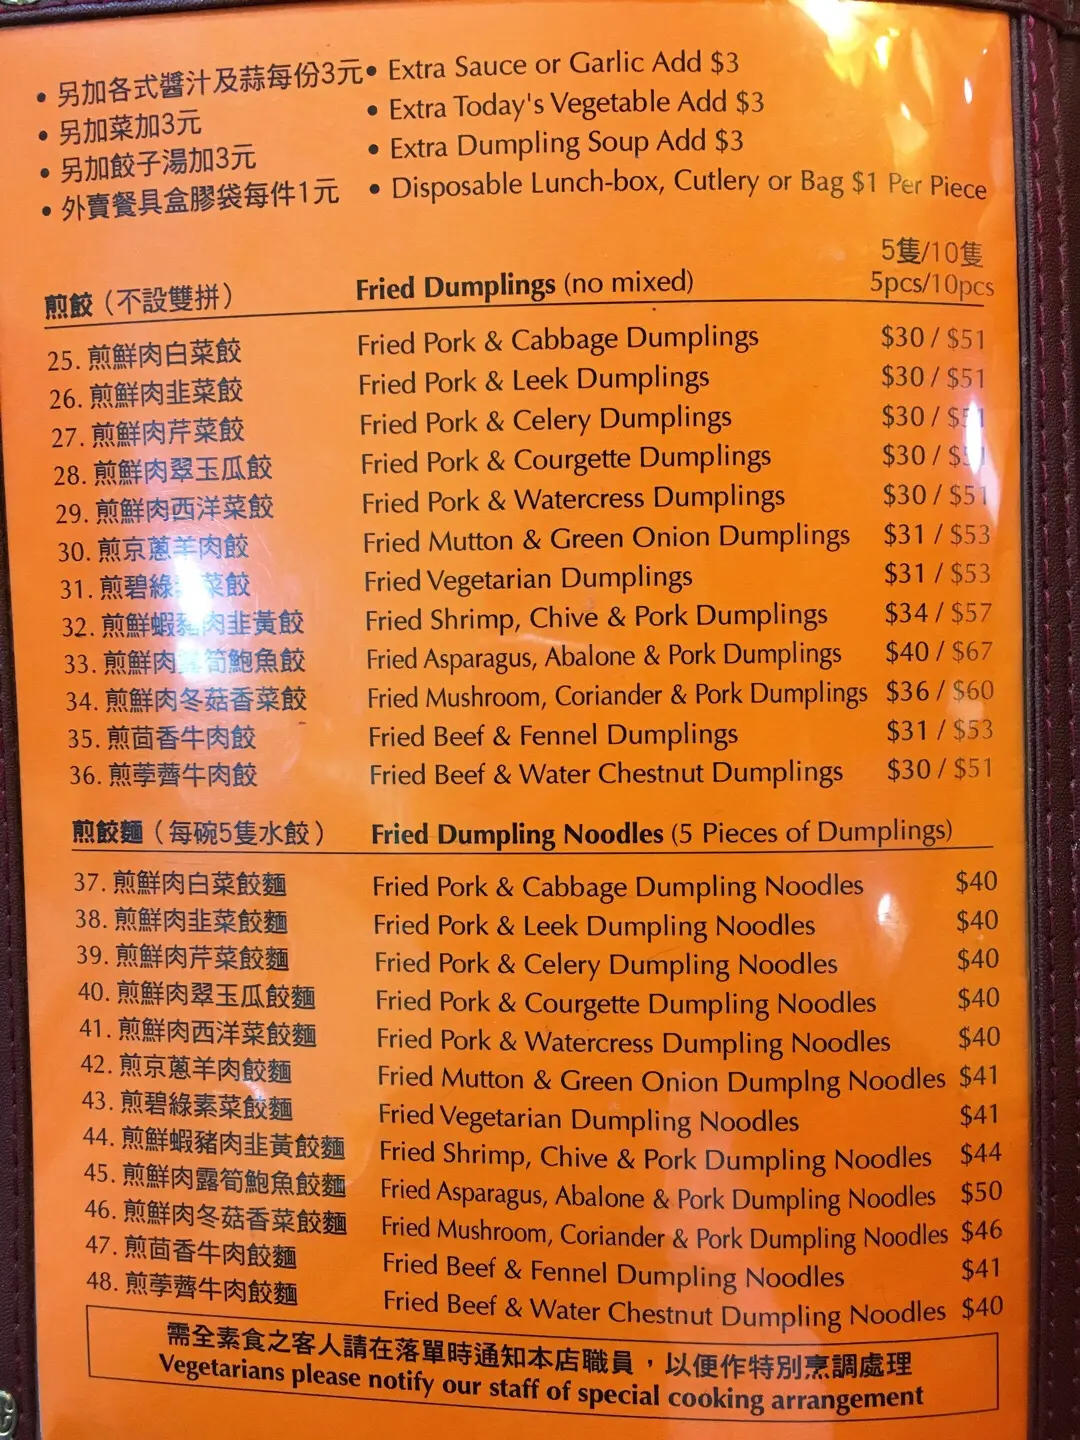 • 另加各式醬汁及蒜每份3元 • Extra Sauce or Garlic Add $3
• 另加菜加3元 • Extra Today's Vegetable Add $3
• 另加餃子湯加3元 • Extra Dumpling Soup Add $3
• 外賣餐具盒膠袋每件1元 • Disposable Lunch-box, Cutlery or Bag $1 Per Piece
5隻/10隻
煎餃（不設雙拼） Fried Dumplings (no mixed) 5pcs/10pcs
25. 煎鮮肉白菜餃 Fried Pork & Cabbage Dumplings $30 / $51
26. 煎鮮肉韭菜餃 Fried Pork & Leek Dumplings $30 / $51
27. 煎鮮肉芹菜餃 Fried Pork & Celery Dumplings $30 / $51
28. 煎鮮肉翠玉瓜餃 Fried Pork & Courgette Dumplings $30 / $51
29. 煎鮮肉西洋菜餃 Fried Pork & Watercress Dumplings $30 / $51
30. 煎京蔥羊肉餃 Fried Mutton & Green Onion Dumplings $31 / $53
31. 煎碧綠素菜餃 Fried Vegetarian Dumplings $31 / $53
32. 煎鮮蝦豬肉韭黃餃 Fried Shrimp, Chive & Pork Dumplings $34 / $57
33. 煎鮮肉露筍鮑魚餃 Fried Asparagus, Abalone & Pork Dumplings $40 / $67
34. 煎鮮肉冬菇香菜餃 Fried Mushroom, Coriander & Pork Dumplings $36 / $60
35. 煎茴香牛肉餃 Fried Beef & Fennel Dumplings $31 / $53
36. 煎荸薺牛肉餃 Fried Beef & Water Chestnut Dumplings $30 / $51
煎餃麵（每碗5隻水餃） Fried Dumpling Noodles (5 Pieces of Dumplings)
37. 煎鮮肉白菜餃麵 Fried Pork & Cabbage Dumpling Noodles $40
38. 煎鮮肉韭菜餃麵 Fried Pork & Leek Dumpling Noodles $40
39. 煎鮮肉芹菜餃麵 Fried Pork & Celery Dumpling Noodles $40
40. 煎鮮肉翠玉瓜餃麵 Fried Pork & Courgette Dumpling Noodles $40
41. 煎鮮肉西洋菜餃麵 Fried Pork & Watercress Dumpling Noodles $40
42. 煎京蔥羊肉餃麵 Fried Mutton & Green Onion Dumplng Noodles $41
43. 煎碧綠素菜餃麵 Fried Vegetarian Dumpling Noodles $41
44. 煎鮮蝦豬肉韭黃餃麵 Fried Shrimp, Chive & Pork Dumpling Noodles $44
45. 煎鮮肉露筍鮑魚餃麵 Fried Asparagus, Abalone & Pork Dumpling Noodles $50
46. 煎鮮肉冬菇香菜餃麵 Fried Mushroom, Coriander & Pork Dumpling Noodles $46
47. 煎茴香牛肉餃麵 Fried Beef & Fennel Dumpling Noodles $41
48. 煎荸薺牛肉餃麵 Fried Beef & Water Chestnut Dumpling Noodles $40
需全素食之客人請在落單時通知本店職員，以便作特別烹調處理
Vegetarians please notify our staff of special cooking arrangement